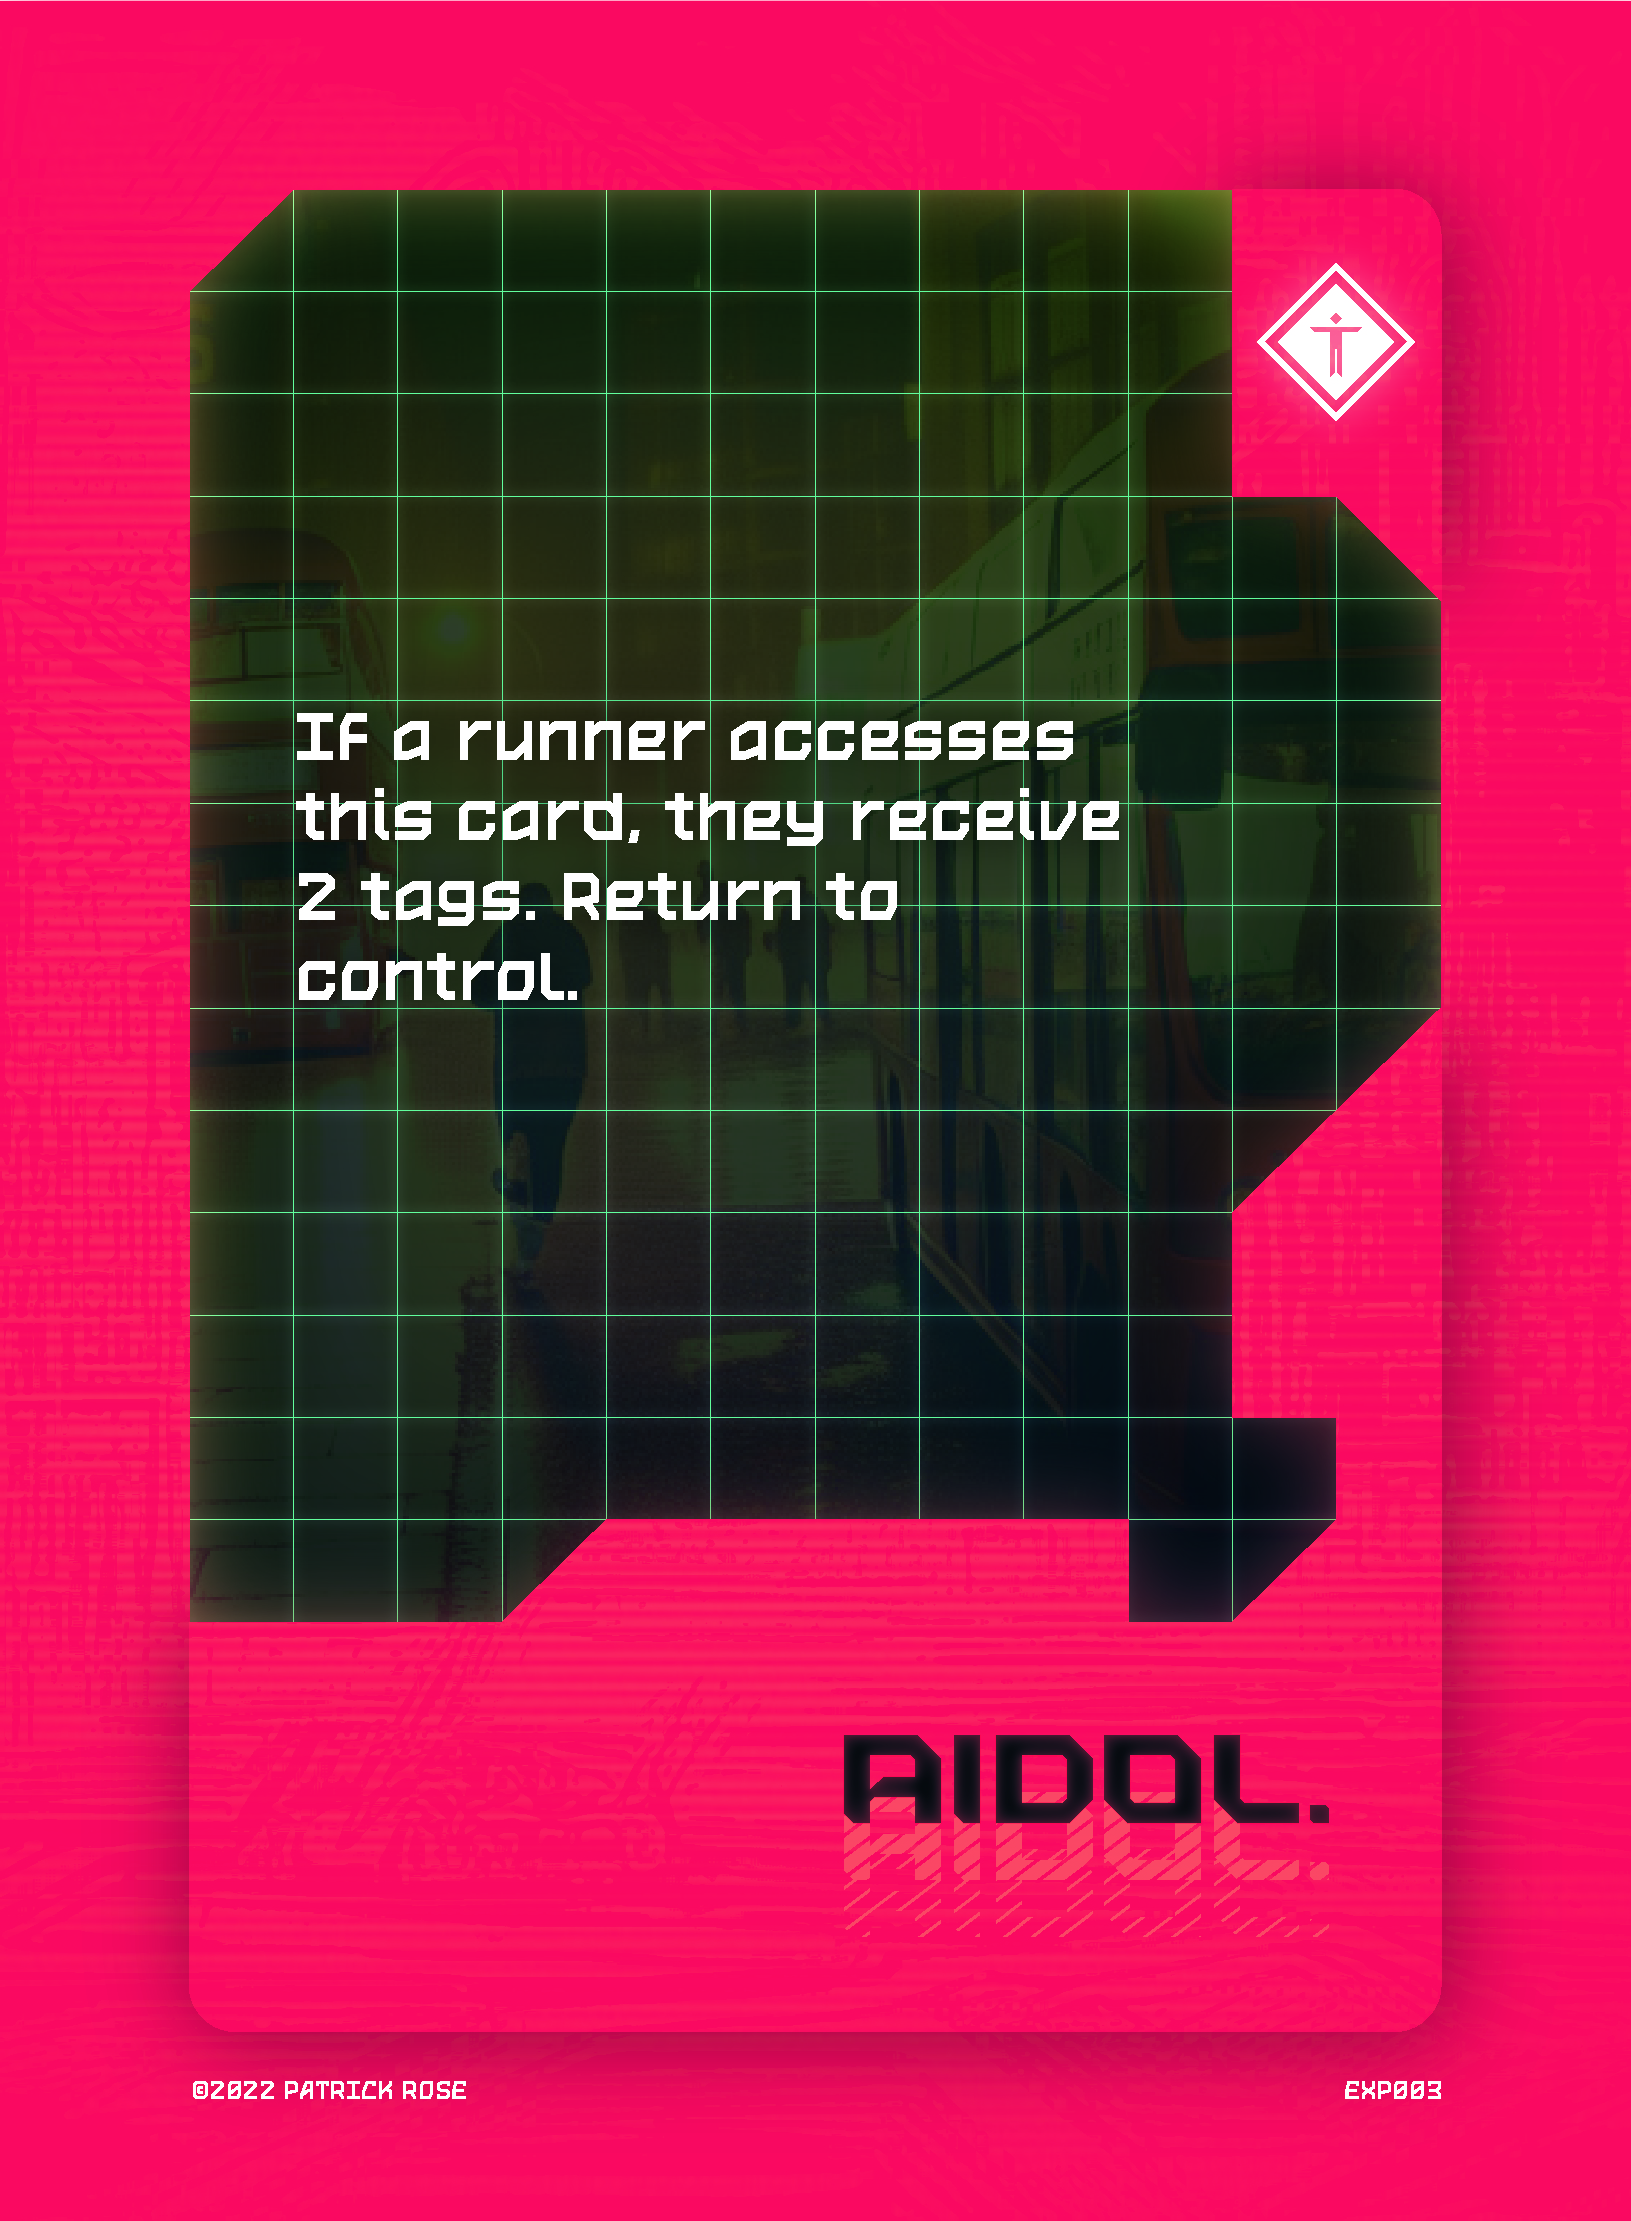 If a runner accesses
this card, they receive
2 tags. Return to
control.
AIDOL.
©2022 PATRICK ROSE
EXP003